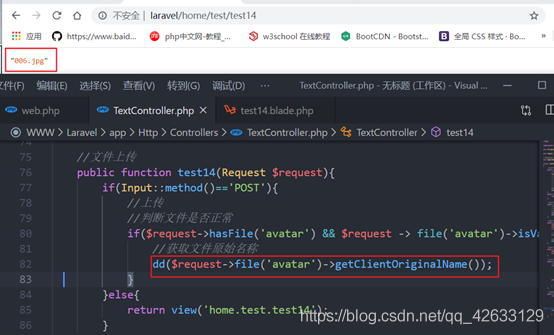 不安全 | laravel/home/test/test14
应用 https://www.baid... php中文网-教程_... w3school 在线教程 BootCDN - Bootst... 全局 CSS 样式 · Bo...
"006.jpg"
文件(F) 编辑(E) 选择(S) 查看(V) 转到(G) 调试(D) ... TextController.php - 无标题 (工作区) - Visual ...
web.php TextController.php test14.blade.php
WWW > Laravel > app > Http > Controllers > TextController.php > TextController > test14
74
75 //文件上传
76 public function test14(Request $request){
77 if(Input::method()=='POST'){
78 //上传
79 //判断文件是否正常
80 if($request->hasFile('avatar') && $request -> file('avatar')->isVa
81 //获取文件原始名称
82 dd($request->file('avatar')->getClientOriginalName());
83 }
84 }else{
85 return view('home.test.test14');
86 }
https://blog.csdn.net/qq_42633129